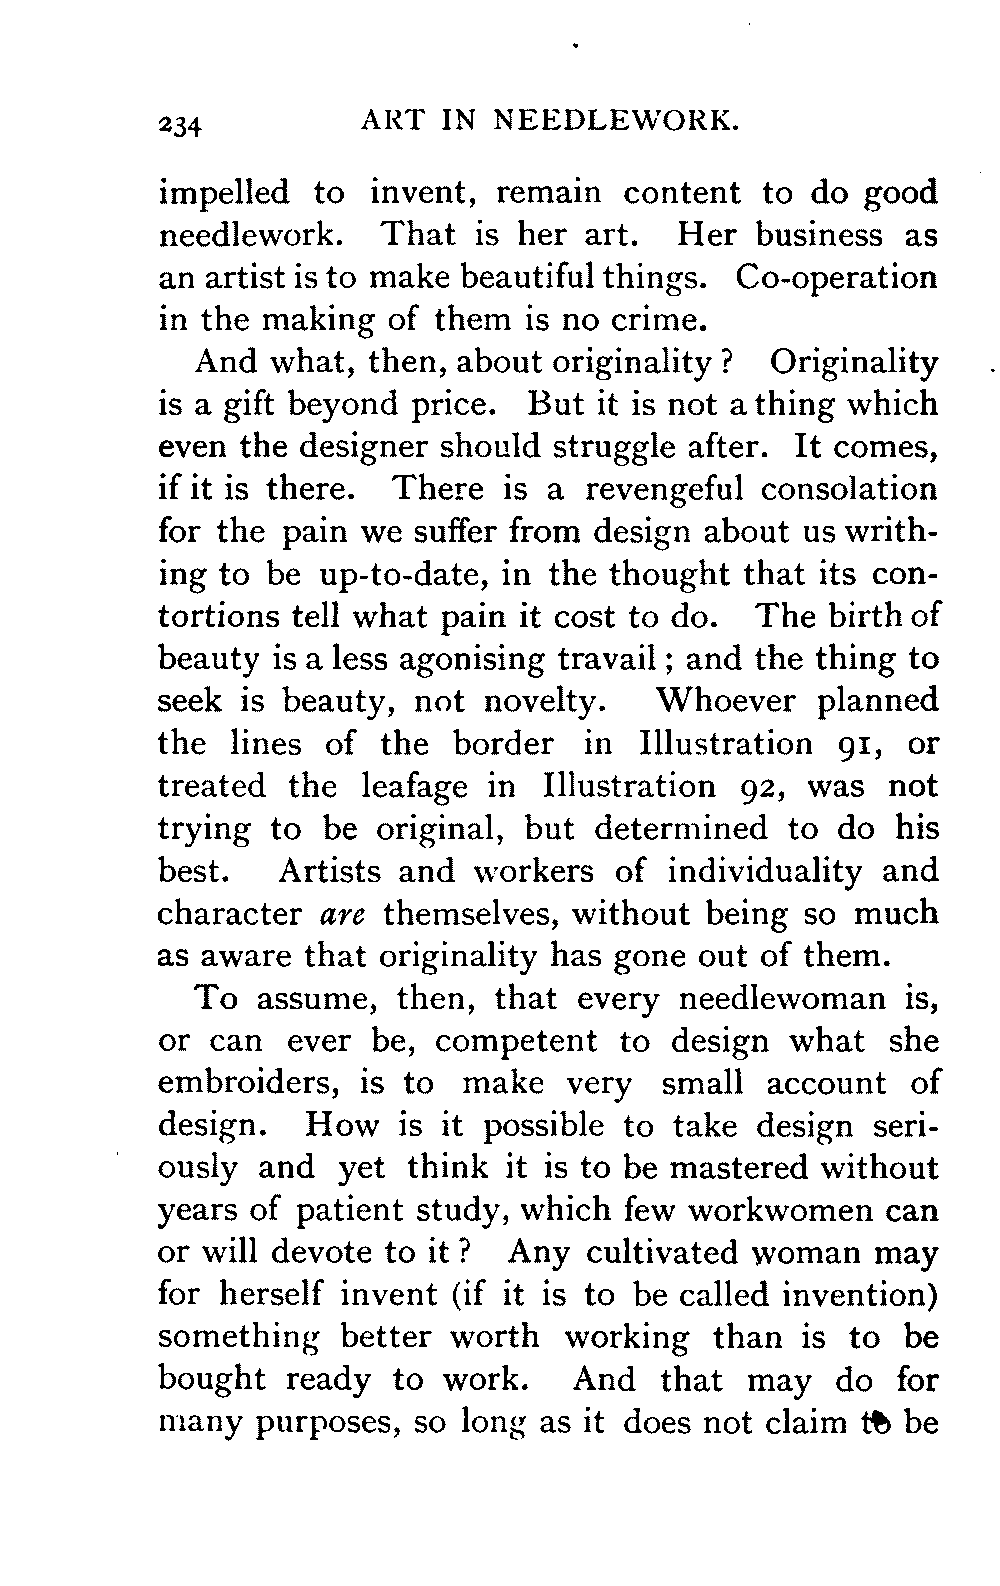 234 ART IN NEEDLEWORK.
impelled to invent, remain content to do good
needlework. That is her art. Her business as
an artist is to make beautiful things. Co-operation
in the making of them is no crime.
And what, then, about originality ? Originality
is a gift beyond price. But it is not a thing which
even the designer should struggle after. It comes,
if it is there. There is a revengeful consolation
for the pain we suffer from design about us writh-
ing to be up-to-date, in the thought that its con-
tortions tell what pain it cost to do. The birth of
beauty is a less agonising travail ; and the thing to
seek is beauty, not novelty. Whoever planned
the lines of the border in Illustration 91, or
treated the leafage in Illustration 92, was not
trying to be original, but determined to do his
best. Artists and workers of individuality and
character are themselves, without being so much
as aware that originality has gone out of them.
To assume, then, that every needlewoman is,
or can ever be, competent to design what she
embroiders, is to make very small account of
design. How is it possible to take design seri-
ously and yet think it is to be mastered without
years of patient study, which few workwomen can
or will devote to it ? Any cultivated woman may
for herself invent (if it is to be called invention)
something better worth working than is to be
bought ready to work. And that may do for
many purposes, so long as it does not claim to be